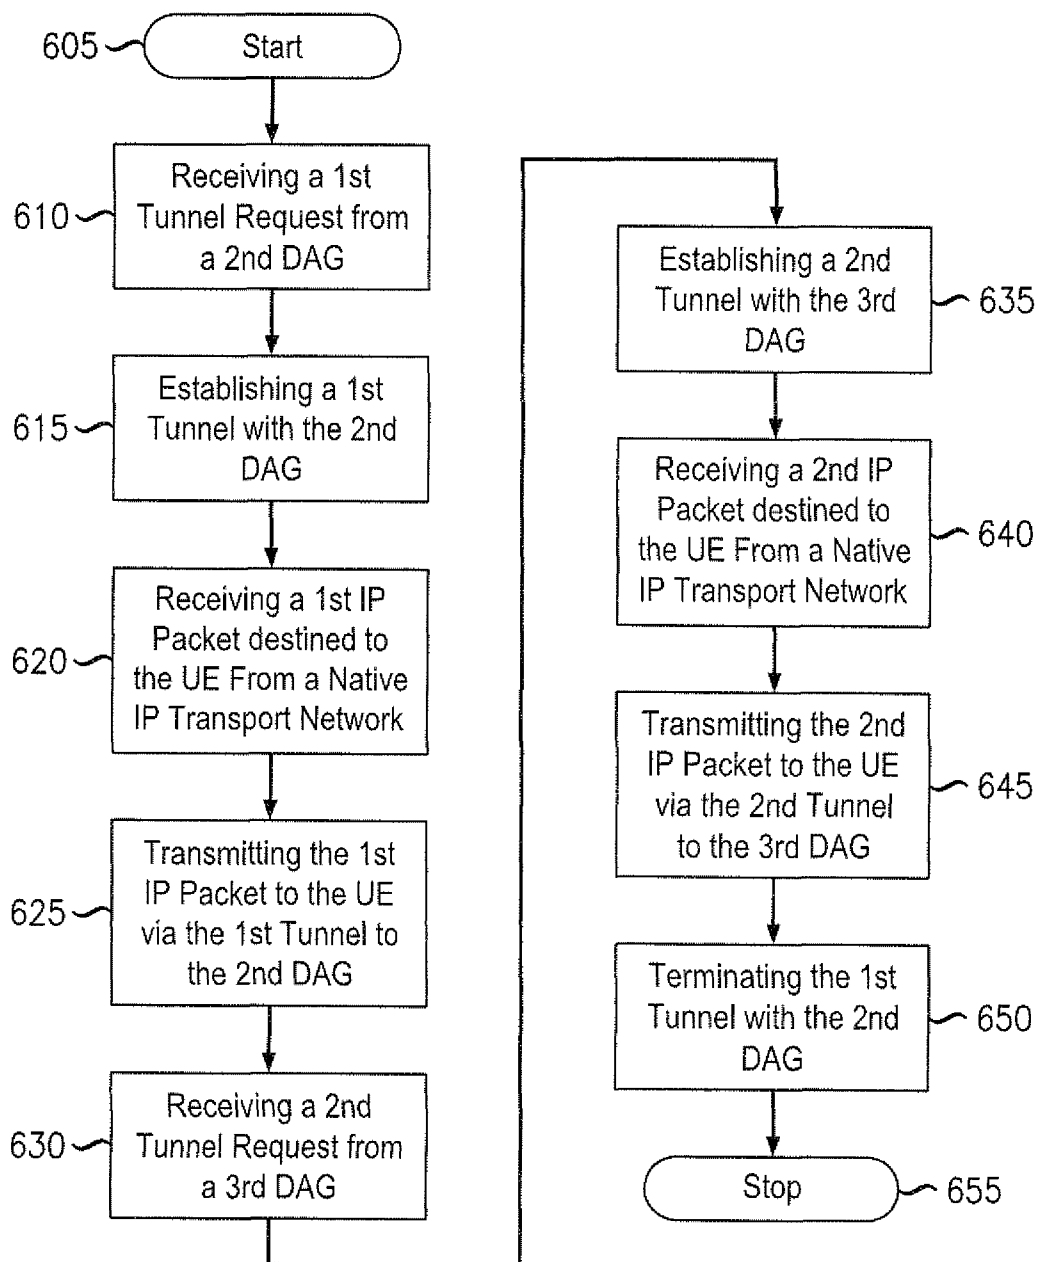 605
Start
610
Receiving a 1st
Tunnel Request from
a 2nd DAG
615
Establishing a 1st
Tunnel with the 2nd
DAG
620
Receiving a 1st IP
Packet destined to
the UE From a Native
IP Transport Network
625
Transmitting the 1st
IP Packet to the UE
via the 1st Tunnel to
the 2nd DAG
630
Receiving a 2nd
Tunnel Request from
a 3rd DAG
Establishing a 2nd
Tunnel with the 3rd
DAG
635
Receiving a 2nd IP
Packet destined to
the UE From a Native
IP Transport Network
640
Transmitting the 2nd
IP Packet to the UE
via the 2nd Tunnel
to the 3rd DAG
645
Terminating the 1st
Tunnel with the 2nd
DAG
650
Stop
655